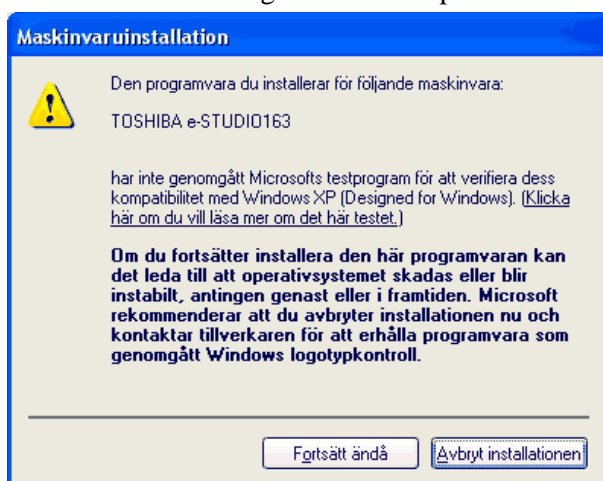 Maskinvaruinstallation
Den programvara du installerar för följande maskinvara:
TOSHIBA e-STUDIO163
har inte genomgått Microsofts testprogram för att verifiera dess
kompatibilitet med Windows XP (Designed for Windows). (Klicka
här om du vill läsa mer om det här testet.)
Om du fortsätter installera den här programvaran kan
det leda till att operativsystemet skadas eller blir
instabilt, antingen genast eller i framtiden. Microsoft
rekommenderar att du avbryter installationen nu och
kontaktar tillverkaren för att erhålla programvara som
genomgått Windows logotypkontroll.
Fortsätt ändå
Avbryt installationen